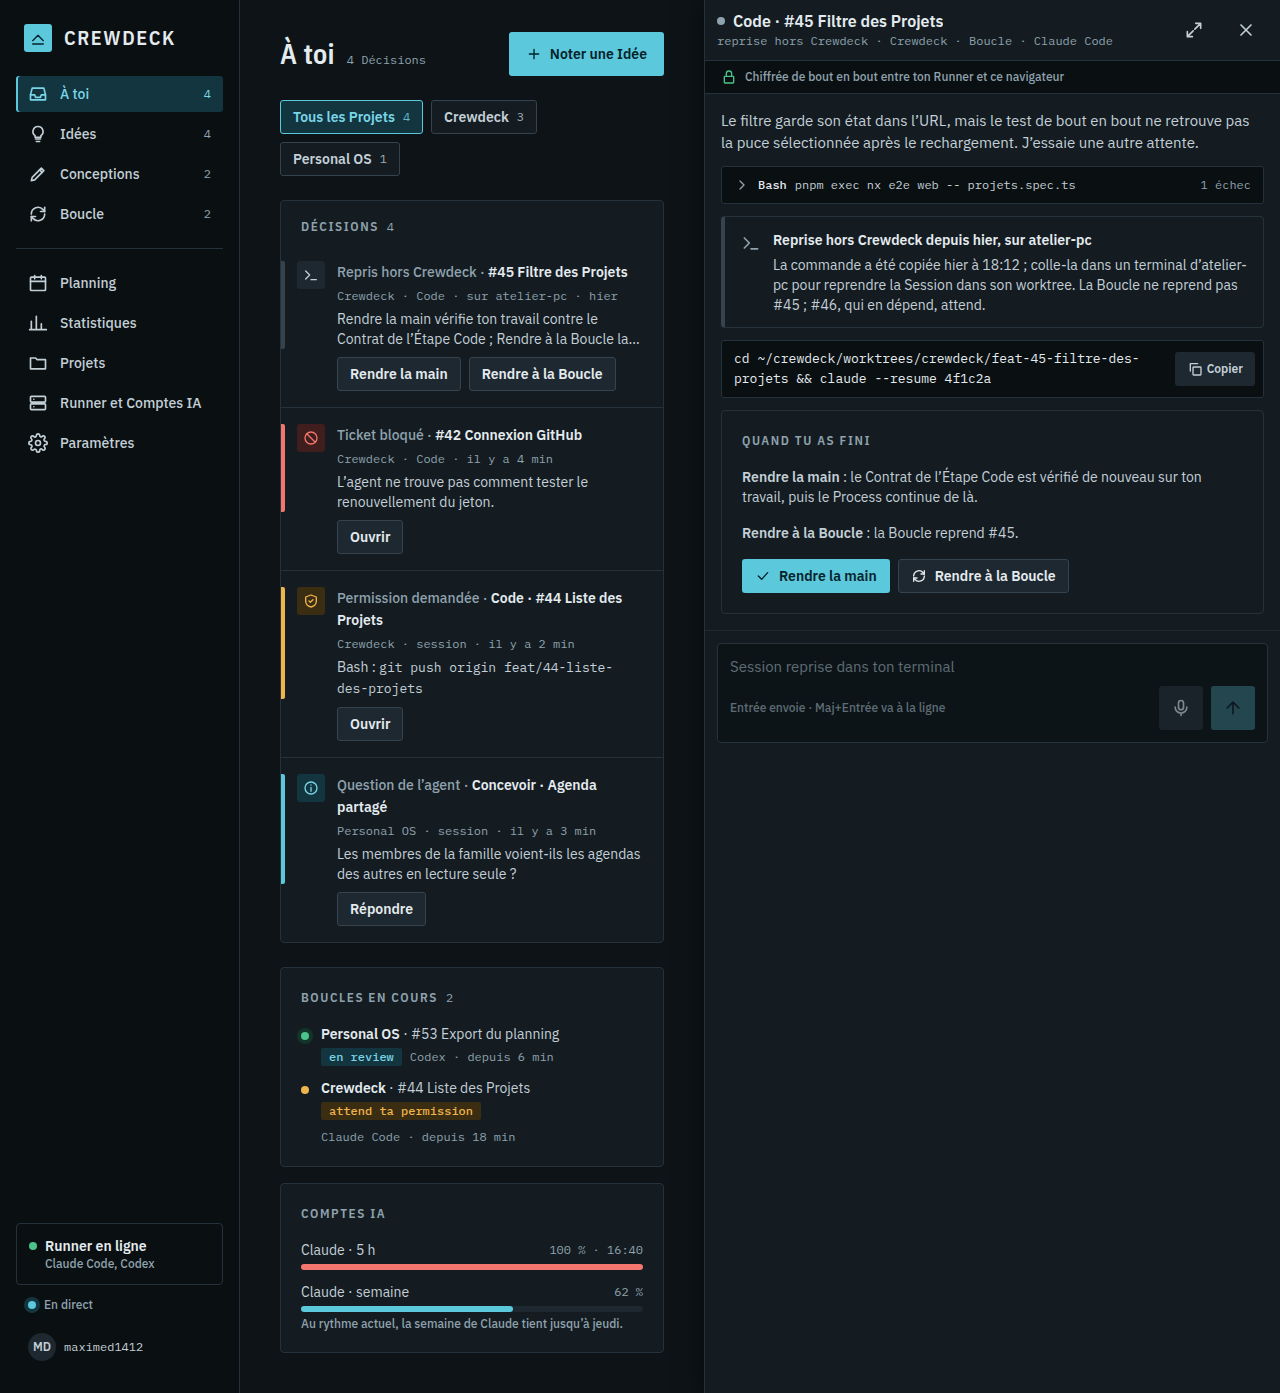 CREWDECK
À toi 4
Idées 4
Conceptions 2
Boucle 2
Planning
Statistiques
Projets
Runner et Comptes IA
Paramètres
Runner en ligne
Claude Code, Codex
En direct
MD maximed1412
À toi 4 Décisions
Noter une Idée
Tous les Projets 4
Crewdeck 3
Personal OS 1
DÉCISIONS 4
Repris hors Crewdeck · #45 Filtre des Projets
Crewdeck · Code · sur atelier-pc · hier
Rendre la main vérifie ton travail contre le
Contrat de l’Étape Code ; Rendre à la Boucle la…
Rendre la main
Rendre à la Boucle
Ticket bloqué · #42 Connexion GitHub
Crewdeck · Code · il y a 4 min
L’agent ne trouve pas comment tester le
renouvellement du jeton.
Ouvrir
Permission demandée · Code · #44 Liste des
Projets
Crewdeck · session · il y a 2 min
Bash : git push origin feat/44-liste-
des-projets
Ouvrir
Question de l’agent · Concevoir · Agenda
partagé
Personal OS · session · il y a 3 min
Les membres de la famille voient-ils les agendas
des autres en lecture seule ?
Répondre
BOUCLES EN COURS 2
Personal OS · #53 Export du planning
en review Codex · depuis 6 min
Crewdeck · #44 Liste des Projets
attend ta permission
Claude Code · depuis 18 min
COMPTES IA
Claude · 5 h 100 % · 16:40
Claude · semaine 62 %
Au rythme actuel, la semaine de Claude tient jusqu’à jeudi.
Code · #45 Filtre des Projets
reprise hors Crewdeck · Crewdeck · Boucle · Claude Code
Chiffrée de bout en bout entre ton Runner et ce navigateur
Le filtre garde son état dans l’URL, mais le test de bout en bout ne retrouve pas
la puce sélectionnée après le rechargement. J’essaie une autre attente.
Bash pnpm exec nx e2e web -- projets.spec.ts 1 échec
Reprise hors Crewdeck depuis hier, sur atelier-pc
La commande a été copiée hier à 18:12 ; colle-la dans un terminal d’atelier-
pc pour reprendre la Session dans son worktree. La Boucle ne reprend pas
#45 ; #46, qui en dépend, attend.
cd ~/crewdeck/worktrees/crewdeck/feat-45-filtre-des-
projets && claude --resume 4f1c2a
Copier
QUAND TU AS FINI
Rendre la main : le Contrat de l’Étape Code est vérifié de nouveau sur ton
travail, puis le Process continue de là.
Rendre à la Boucle : la Boucle reprend #45.
Rendre la main
Rendre à la Boucle
Session reprise dans ton terminal
Entrée envoie · Maj+Entrée va à la ligne